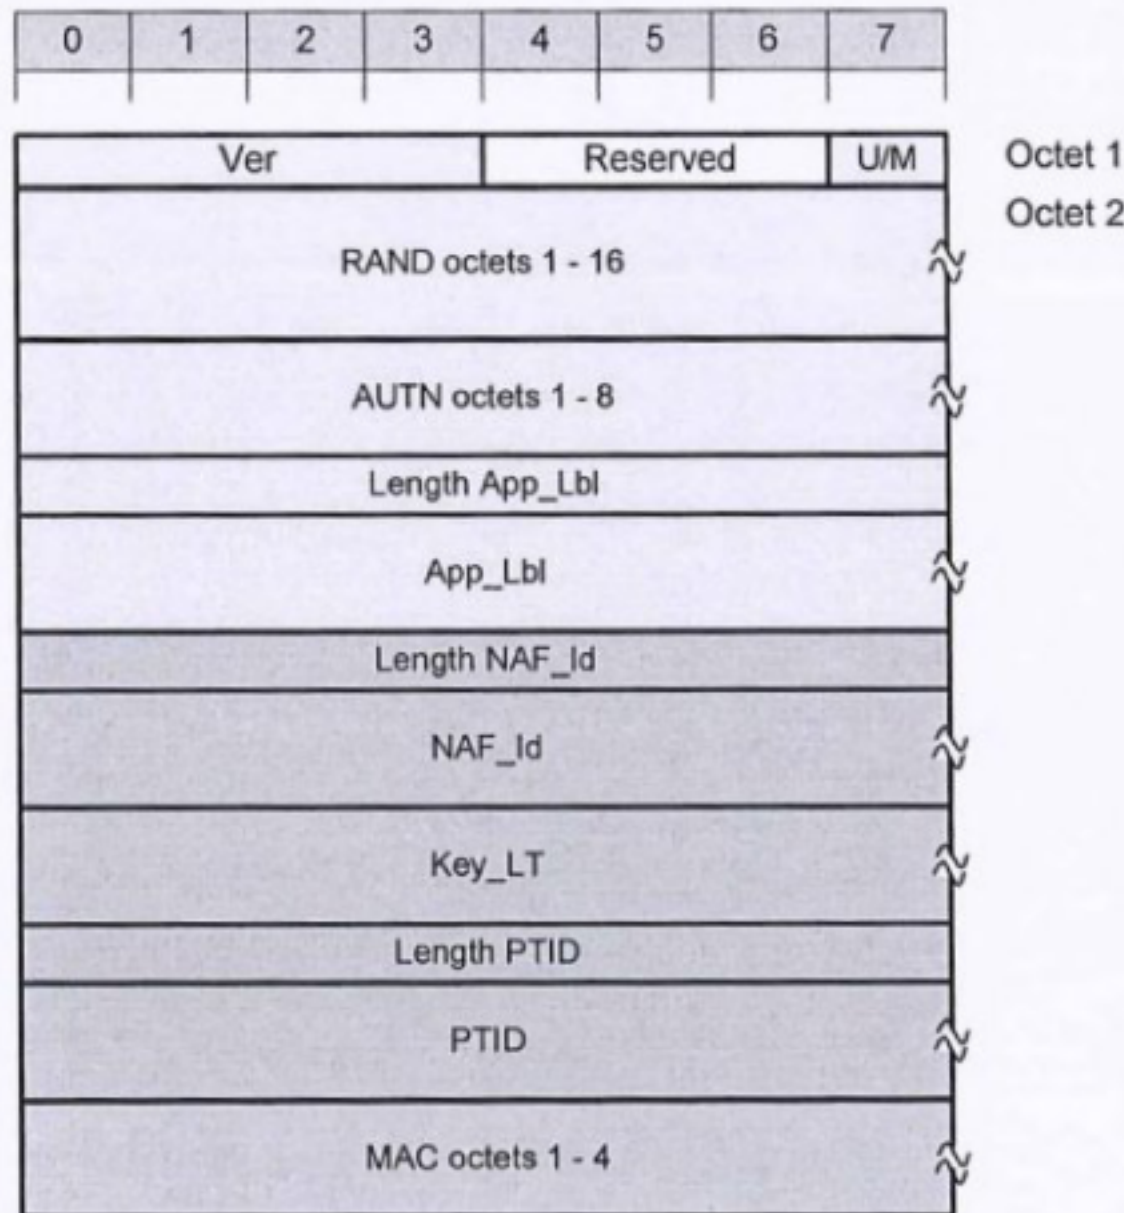 0 1 2 3 4 5 6 7
Ver Reserved U/M Octet 1
Octet 2
RAND octets 1 - 16
AUTN octets 1 - 8
Length App_Lbl
App_Lbl
Length NAF_Id
NAF_Id
Key_LT
Length PTID
PTID
MAC octets 1 - 4